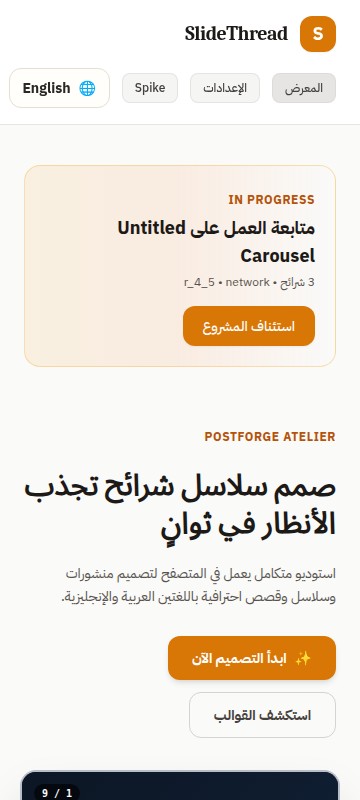 S SlideThread
المعرض الإعدادات Spike 🌐 English
IN PROGRESS
متابعة العمل على Untitled
Carousel
3 شرائح • r_4_5 • network
استئناف المشروع
POSTFORGE ATELIER
صمم سلاسل شرائح تجذب
الأنظار في ثوانٍ
استوديو متكامل يعمل في المتصفح لتصميم منشورات
وسلاسل وقصص احترافية باللغتين العربية والإنجليزية.
✨ ابدأ التصميم الآن
استكشف القوالب
9 / 1